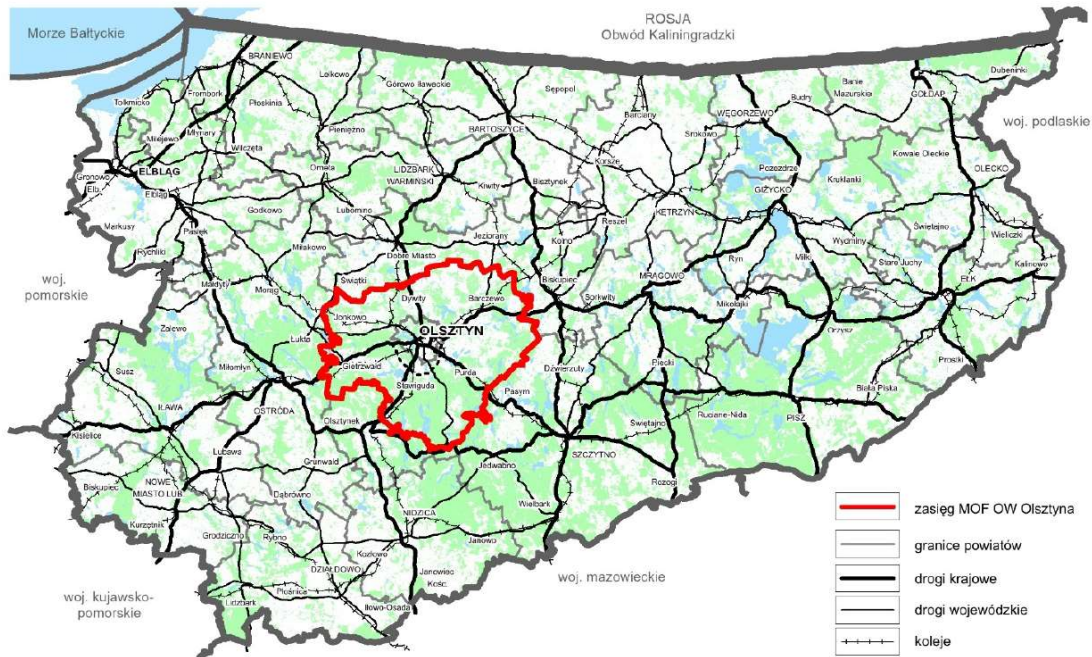 Morze Bałtyckie
ROSJA
Obwód Kaliningradzki
BRANIEWO
Lelkowo
Górowo Iławeckie
Sępopol
Banie
Mazurskie
Dubeninki
GOŁDAP
Frombork
Tolkmicko
Płoskinia
Barciany
WĘGORZEWO
Budry
woj. podlaskie
Młynary
Milejewo
Pieniężno
BARTOSZYCE
Srokowo
Wilczęta
Korsze
Kowale Oleckie
ELBLĄG
Gronowo
Elb.
Elbląg
Orneta
LIDZBARK
WARMIŃSKI
Kiwity
Bisztynek
Pozezdrze
Kruklanki
OLECKO
GIŻYCKO
Godkowo
Lubomino
KĘTRZYN
Markusy
Rychliki
Pasłęk
Reszel
Świętajno
Wieliczki
Miłakowo
Jeziorany
Kolno
Wydminy
Dobre Miasto
Ryn
Miłki
Stare Juchy
Kalinowo
woj.
pomorskie
Małdyty
Morąg
Świątki
Biskupiec
MRĄGOWO
EŁK
Dywity
Barczewo
Sorkwity
Mikołajki
Zalewo
Jonkowo
OLSZTYN
Orzysz
Łukta
Susz
Miłomłyn
Gietrzwałd
Purda
Dźwierzuty
Piecki
Prostki
Stawiguda
Pasym
Biała Piska
IŁAWA
OSTRÓDA
Ruciane-Nida
PISZ
Kisielice
Olsztynek
Świętajno
Lubawa
Grunwald
SZCZYTNO
Jedwabno
Biskupiec
NOWE
MIASTO LUB.
Dąbrówno
Rozogi
Wielbark
Kurzętnik
NIDZICA
Grodziczno
Rybno
Janowo
Kozłowo
DZIAŁDOWO
Janowiec
Kośc.
woj. mazowieckie
woj. kujawsko-
pomorskie
Płośnica
Lidzbark
Iłowo-Osada
zasięg MOF OW Olsztyna
granice powiatów
drogi krajowe
drogi wojewódzkie
koleje